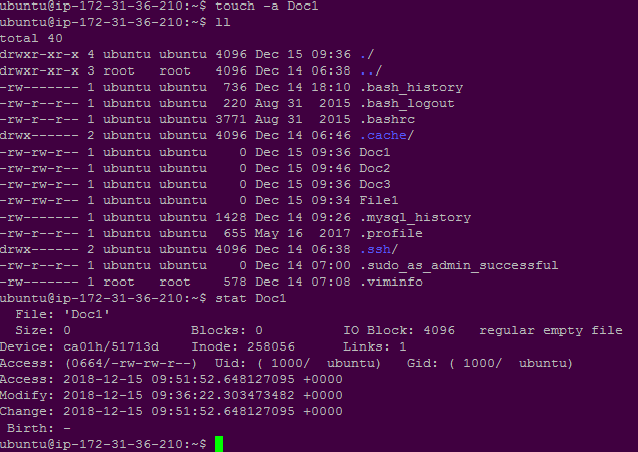 ubuntu@ip-172-31-36-210:~$ touch -a Doc1
ubuntu@ip-172-31-36-210:~$ ll
total 40
drwxr-xr-x 4 ubuntu ubuntu 4096 Dec 15 09:36 ./
drwxr-xr-x 3 root   root   4096 Dec 14 06:38 ../
-rw------- 1 ubuntu ubuntu  736 Dec 14 18:10 .bash_history
-rw-r--r-- 1 ubuntu ubuntu  220 Aug 31  2015 .bash_logout
-rw-r--r-- 1 ubuntu ubuntu 3771 Aug 31  2015 .bashrc
drwx------ 2 ubuntu ubuntu 4096 Dec 14 06:46 .cache/
-rw-rw-r-- 1 ubuntu ubuntu    0 Dec 15 09:36 Doc1
-rw-rw-r-- 1 ubuntu ubuntu    0 Dec 15 09:46 Doc2
-rw-rw-r-- 1 ubuntu ubuntu    0 Dec 15 09:36 Doc3
-rw-rw-r-- 1 ubuntu ubuntu    0 Dec 15 09:34 File1
-rw------- 1 ubuntu ubuntu 1428 Dec 14 09:26 .mysql_history
-rw-r--r-- 1 ubuntu ubuntu  655 May 16  2017 .profile
drwx------ 2 ubuntu ubuntu 4096 Dec 14 06:38 .ssh/
-rw-r--r-- 1 ubuntu ubuntu    0 Dec 14 07:00 .sudo_as_admin_successful
-rw------- 1 root   root    578 Dec 14 07:08 .viminfo
ubuntu@ip-172-31-36-210:~$ stat Doc1
  File: 'Doc1'
  Size: 0               Blocks: 0          IO Block: 4096   regular empty file
Device: ca01h/51713d    Inode: 258056      Links: 1
Access: (0664/-rw-rw-r--)  Uid: ( 1000/  ubuntu)   Gid: ( 1000/  ubuntu)
Access: 2018-12-15 09:51:52.648127095 +0000
Modify: 2018-12-15 09:36:22.303473482 +0000
Change: 2018-12-15 09:51:52.648127095 +0000
 Birth: -
ubuntu@ip-172-31-36-210:~$